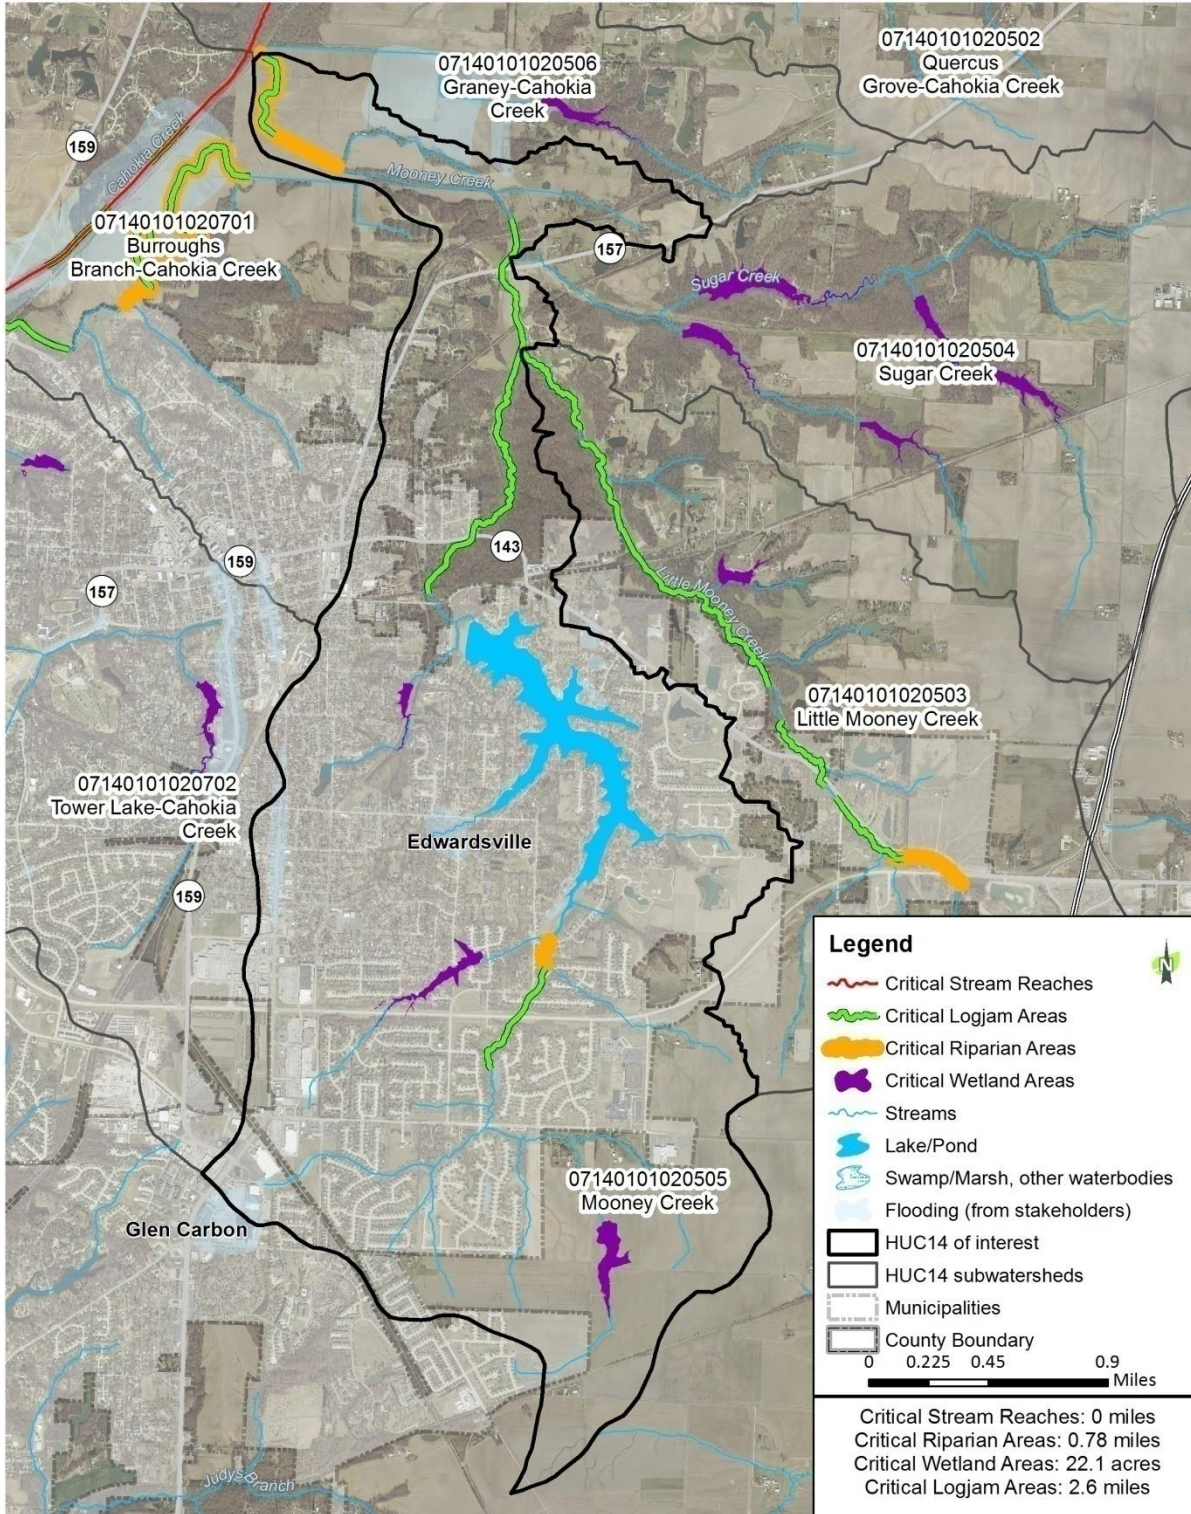 07140101020506
Graney-Cahokia
Creek
07140101020502
Quercus
Grove-Cahokia Creek
159
Cahokia Creek
Mooney Creek
07140101020701
Burroughs
Branch-Cahokia Creek
157
Sugar Creek
07140101020504
Sugar Creek
143
159
157
Little Mooney Creek
07140101020503
Little Mooney Creek
07140101020702
Tower Lake-Cahokia
Creek
Edwardsville
159
07140101020505
Mooney Creek
Glen Carbon
Judys Branch
Legend
N
Critical Stream Reaches
Critical Logjam Areas
Critical Riparian Areas
Critical Wetland Areas
Streams
Lake/Pond
Swamp/Marsh, other waterbodies
Flooding (from stakeholders)
HUC14 of interest
HUC14 subwatersheds
Municipalities
County Boundary
0 0.225 0.45 0.9
Miles
Critical Stream Reaches: 0 miles
Critical Riparian Areas: 0.78 miles
Critical Wetland Areas: 22.1 acres
Critical Logjam Areas: 2.6 miles